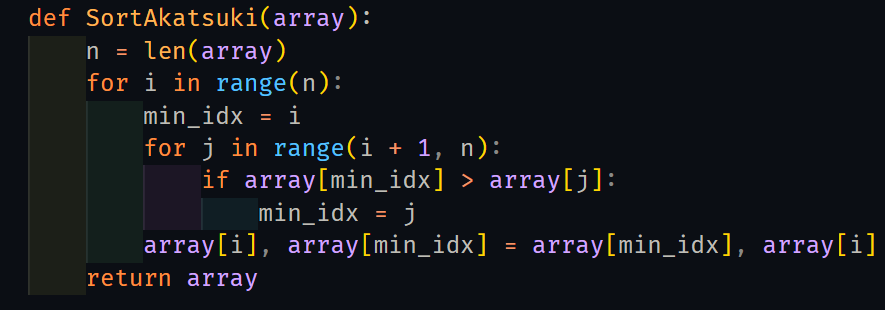 def SortAkatsuki(array):
    n = len(array)
    for i in range(n):
        min_idx = i
        for j in range(i + 1, n):
            if array[min_idx] > array[j]:
                min_idx = j
        array[i], array[min_idx] = array[min_idx], array[i]
    return array